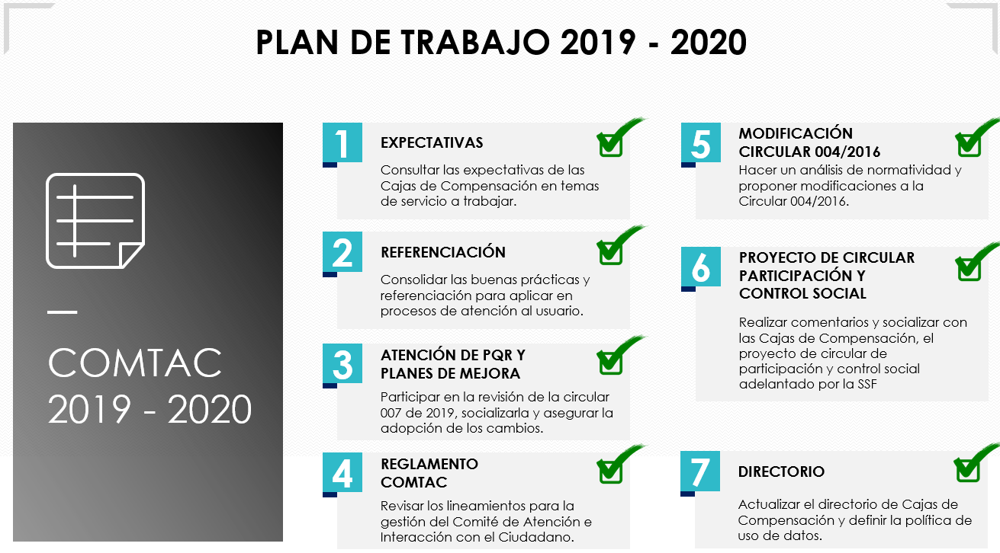 PLAN DE TRABAJO 2019 - 2020
COMTAC
2019 - 2020
1
EXPECTATIVAS
Consultar las expectativas de las
Cajas de Compensación en temas
de servicio a trabajar.
2
REFERENCIACIÓN
Consolidar las buenas prácticas y
referenciación para aplicar en
procesos de atención al usuario.
3
ATENCIÓN DE PQR Y
PLANES DE MEJORA
Participar en la revisión de la circular
007 de 2019, socializarla y asegurar la
adopción de los cambios.
4
REGLAMENTO
COMTAC
Revisar los lineamientos para la
gestión del Comité de Atención e
Interacción con el Ciudadano.
5
MODIFICACIÓN
CIRCULAR 004/2016
Hacer un análisis de normatividad y
proponer modificaciones a la
Circular 004/2016.
6
PROYECTO DE CIRCULAR
PARTICIPACIÓN Y
CONTROL SOCIAL
Realizar comentarios y socializar con
las Cajas de Compensación, el
proyecto de circular de
participación y control social
adelantado por la SSF
7
DIRECTORIO
Actualizar el directorio de Cajas de
Compensación y definir la política de
uso de datos.